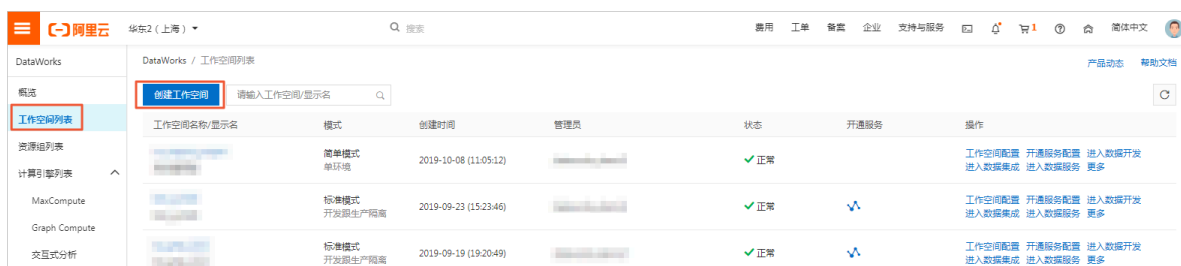 阿里云 华东2（上海） 搜索 费用 工单 备案 企业 支持与服务 1 简体中文
DataWorks DataWorks / 工作空间列表 产品动态 帮助文档
概览 创建工作空间 请输入工作空间/显示名
工作空间列表 工作空间名称/显示名 模式 创建时间 管理员 状态 开通服务 操作
资源组列表 简单模式 2019-10-08 (11:05:12) 正常 工作空间配置 开通服务配置 进入数据开发
单环境 进入数据集成 进入数据服务 更多
计算引擎列表
MaxCompute 标准模式 2019-09-23 (15:23:46) 正常 工作空间配置 开通服务配置 进入数据开发
开发跟生产隔离 进入数据集成 进入数据服务 更多
Graph Compute
交互式分析 标准模式 2019-09-19 (19:20:49) 正常 工作空间配置 开通服务配置 进入数据开发
开发跟生产隔离 进入数据集成 进入数据服务 更多